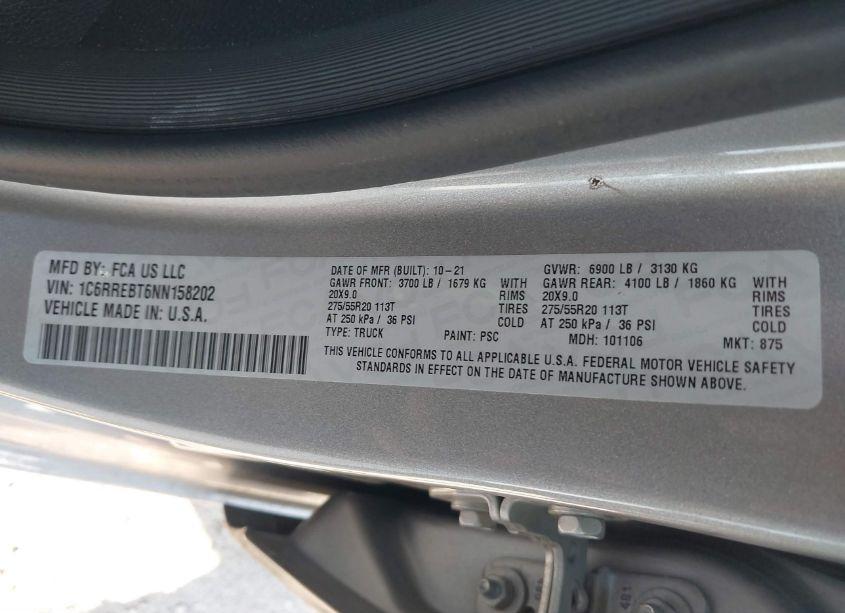 MFD BY: FCA US LLC
VIN: 1C6RREBT6NN158202
VEHICLE MADE IN: U.S.A.
DATE OF MFR (BUILT): 10-21
GAWR FRONT: 3700 LB / 1679 KG WITH
20X9.0 RIMS
275/55R20 113T TIRES
AT 250 kPa / 36 PSI COLD
TYPE: TRUCK PAINT: PSC
GVWR: 6900 LB / 3130 KG
GAWR REAR: 4100 LB / 1860 KG WITH
20X9.0 RIMS
275/55R20 113T TIRES
AT 250 kPa / 36 PSI COLD
MDH: 101106 MKT: 875
THIS VEHICLE CONFORMS TO ALL APPLICABLE U.S.A. FEDERAL MOTOR VEHICLE SAFETY
STANDARDS IN EFFECT ON THE DATE OF MANUFACTURE SHOWN ABOVE.